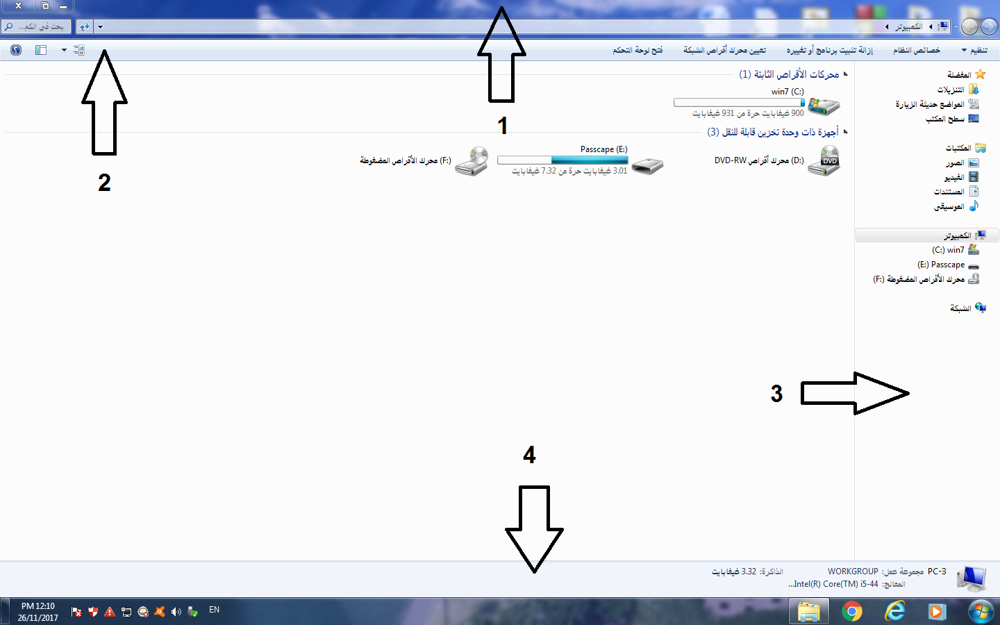 الكمبيوتر
بحث في الكم...
تنظيم
خصائص النظام
إزالة تثبيت برنامج أو تغييره
تعيين محرك أقراص الشبكة
فتح لوحة التحكم
المفضلة
التنزيلات
المواضع حديثة الزيارة
سطح المكتب
المكتبات
الصور
الفيديو
المستندات
الموسيقى
الكمبيوتر
(C:) win7
(E:) Passcape
محرك الأقراص المضغوطة (F:)
الشبكة
محركات الأقراص الثابتة (1)
win7 (C:)
900 غيغابايت حرة من 931 غيغابايت
أجهزة ذات وحدة تخزين قابلة للنقل (3)
محرك أقراص DVD-RW (D:)
DVD
Passcape (E:)
3.01 غيغابايت حرة من 7.32 غيغابايت
محرك الأقراص المضغوطة (F:)
1
2
3
4
PC-3
مجموعة عمل: WORKGROUP
الذاكرة: 3.32 غيغابايت
المعالج: Intel(R) Core(TM) i5-44...
EN
PM 12:10
26/11/2017